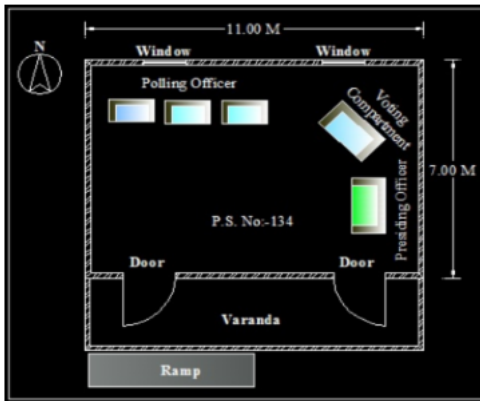 N
11.00 M
Window
Window
Polling Officer
Voting
Compartment
7.00 M
Presiding Officer
P.S. No:-134
Door
Door
Varanda
Ramp